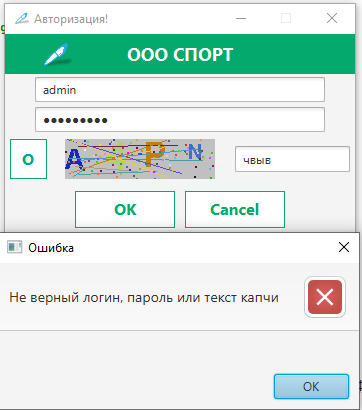 Авторизация!
ООО СПОРТ
admin
•••••••••
О
A P N
чвыв
OK
Cancel
Ошибка
Не верный логин, пароль или текст капчи
OK